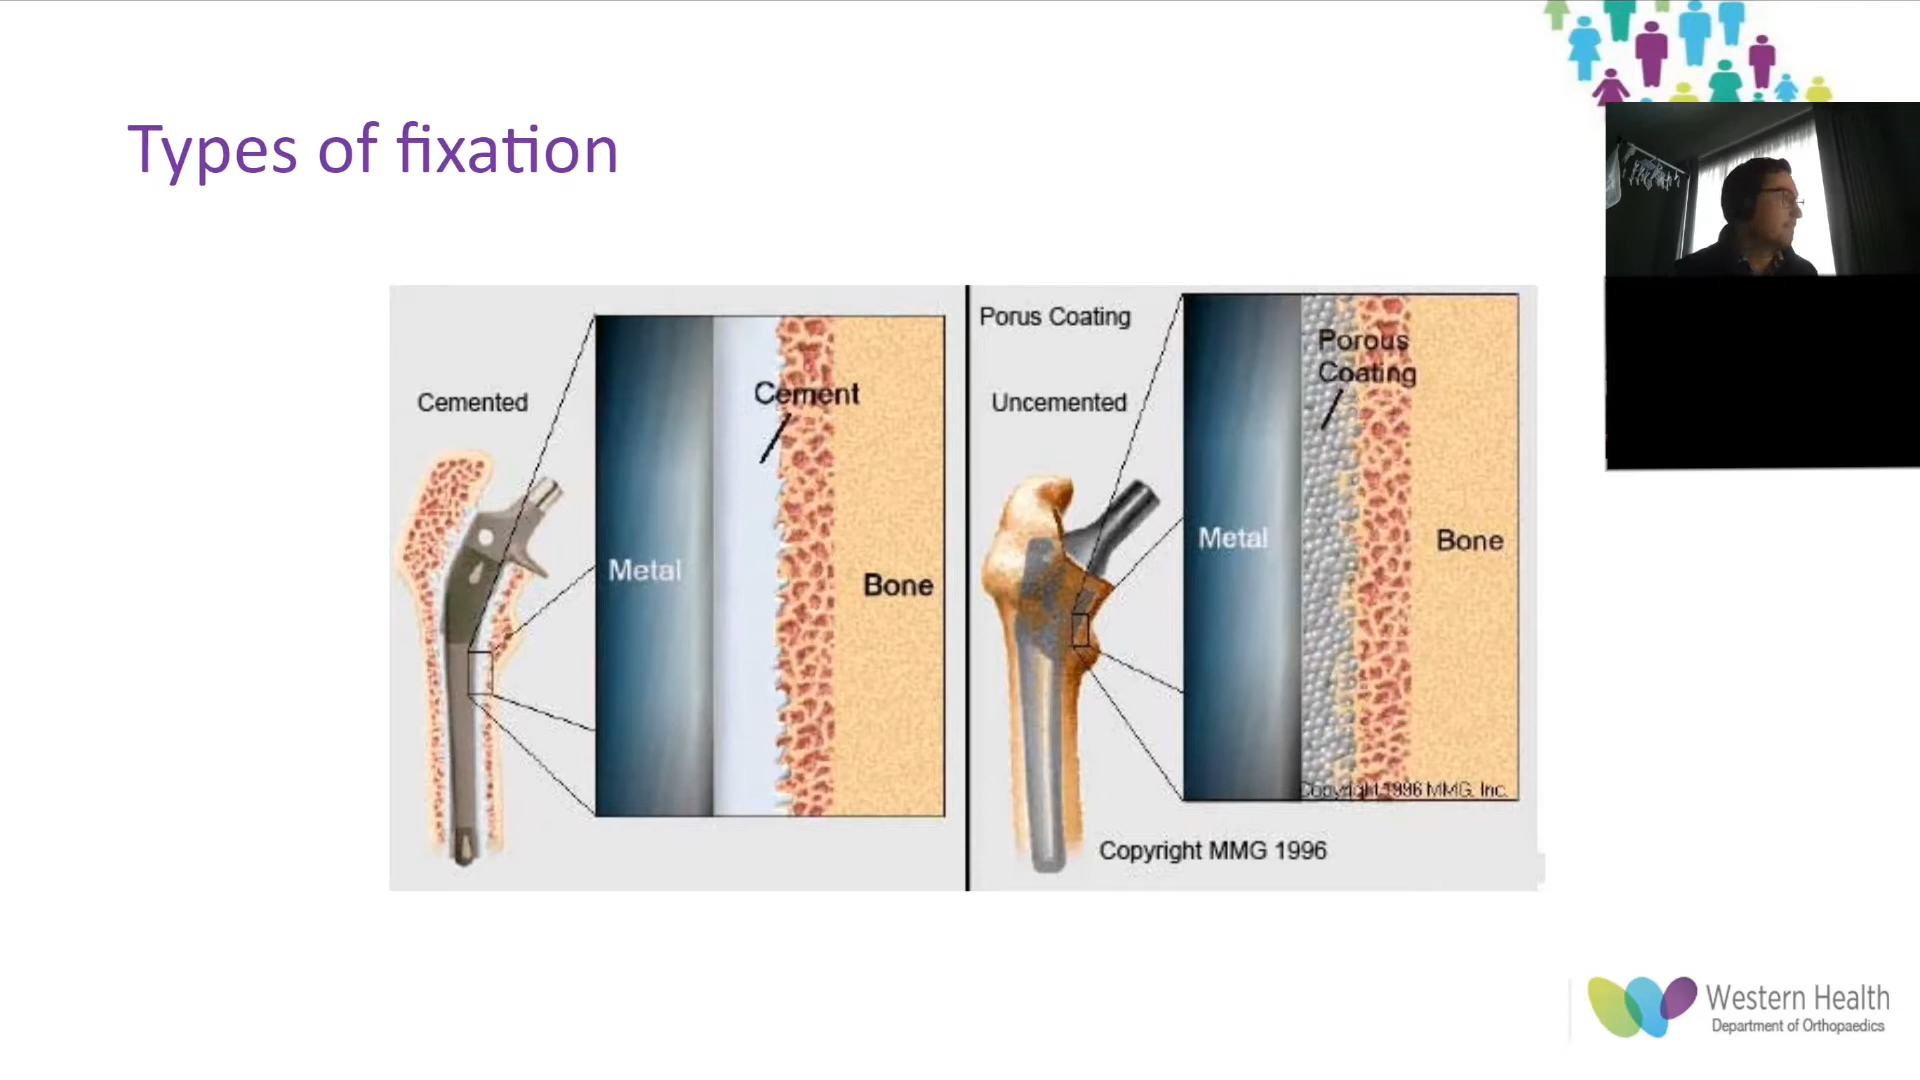 Types of fixation
Cemented
Cement
Metal
Bone
Porus Coating
Uncemented
Porous
Coating
Metal
Bone
Copyright 1996 MMG. Inc.
Copyright MMG 1996
Western Health
Department of Orthopaedics